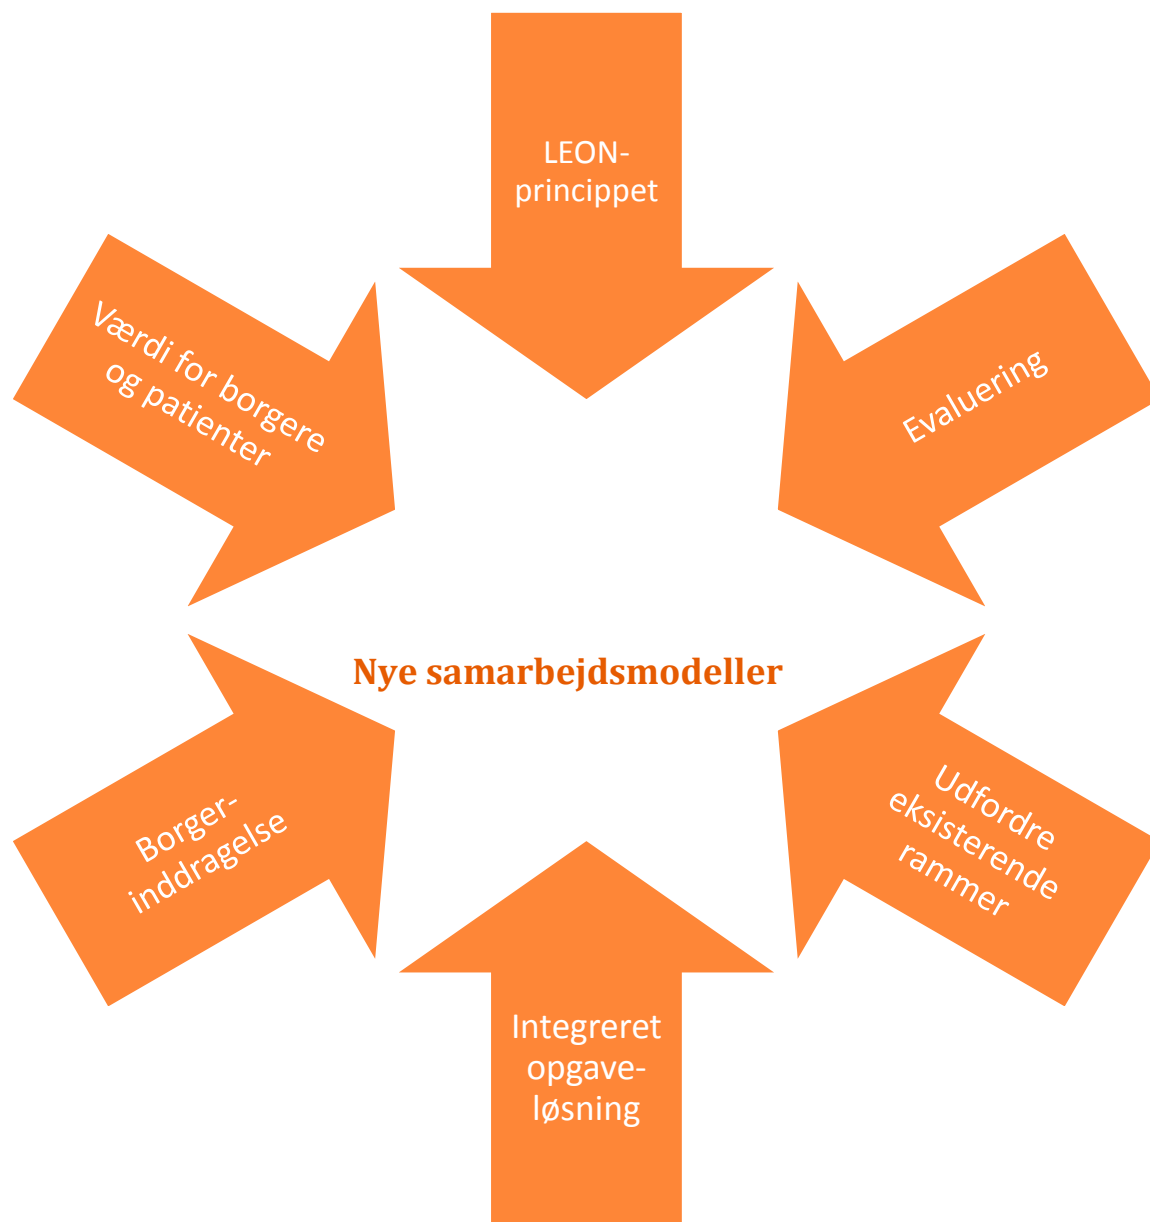 LEON-
princippet
Værdi for borgere
og patienter
Evaluering
Nye samarbejdsmodeller
Borger-
inddragelse
Udfordre
eksisterende
rammer
Integreret
opgave-
løsning